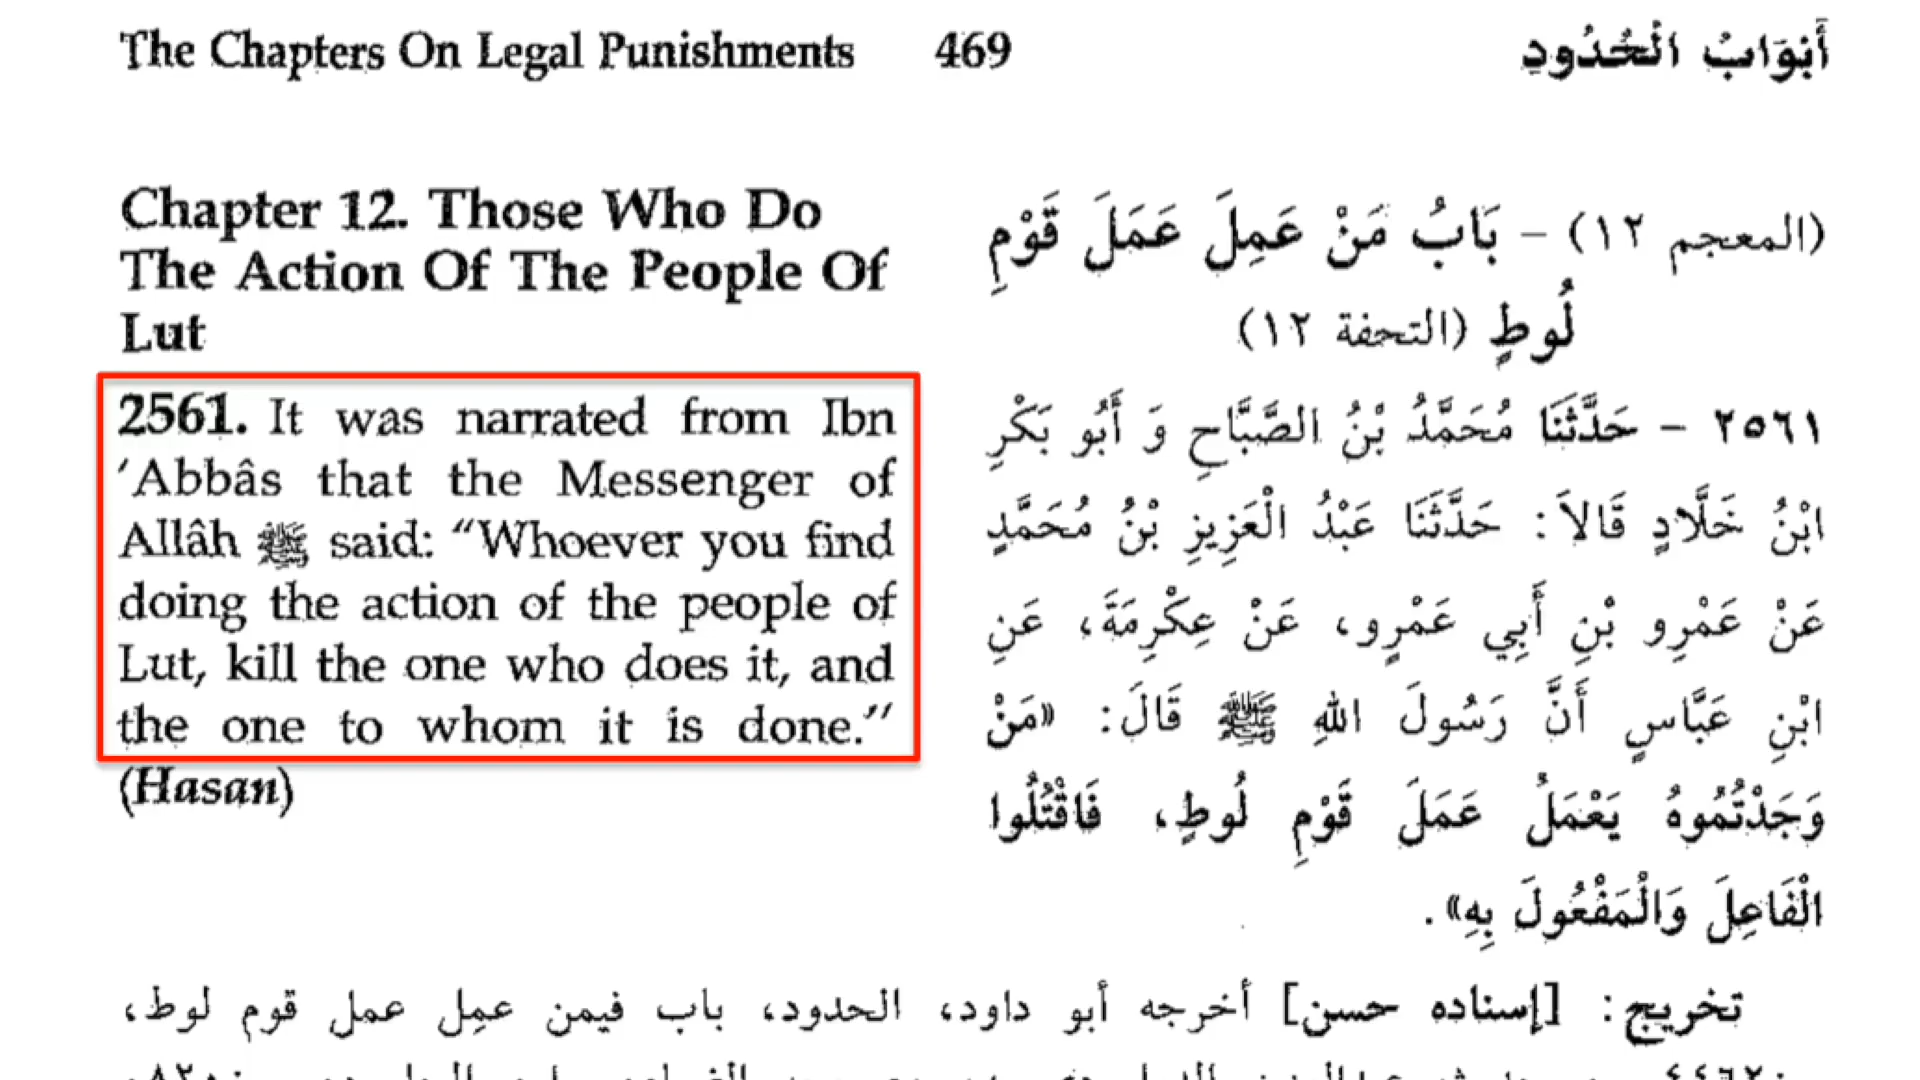 The Chapters On Legal Punishments 469 أَبْوَابُ الْحُدُودِ
Chapter 12. Those Who Do
The Action Of The People Of
Lut
2561. It was narrated from Ibn
'Abbâs that the Messenger of
Allâh ﷺ said: “Whoever you find
doing the action of the people of
Lut, kill the one who does it, and
the one to whom it is done.”
(Hasan)
(المعجم ١٢) - بَابُ مَنْ عَمِلَ عَمَلَ قَوْمِ
لُوطٍ (التحفة ١٢)
٢٥٦١ - حَدَّثَنَا مُحَمَّدُ بْنُ الصَّبَّاحِ وَ أَبُو بَكْرِ
ابْنُ خَلَّادٍ قَالاَ: حَدَّثَنَا عَبْدُ الْعَزِيزِ بْنُ مُحَمَّدٍ
عَنْ عَمْرِو بْنِ أَبِي عَمْرٍو، عَنْ عِكْرِمَةَ، عَنِ
ابْنِ عَبَّاسٍ أَنَّ رَسُولَ اللهِ ﷺ قَالَ: «مَنْ
وَجَدْتُمُوهُ يَعْمَلُ عَمَلَ قَوْمِ لُوطٍ، فَاقْتُلُوا
الْفَاعِلَ وَالْمَفْعُولَ بِهِ».
تخريج: [إسناده حسن] أخرجه أبو داود، الحدود، باب فيمن عمِل عمل قوم لوط،